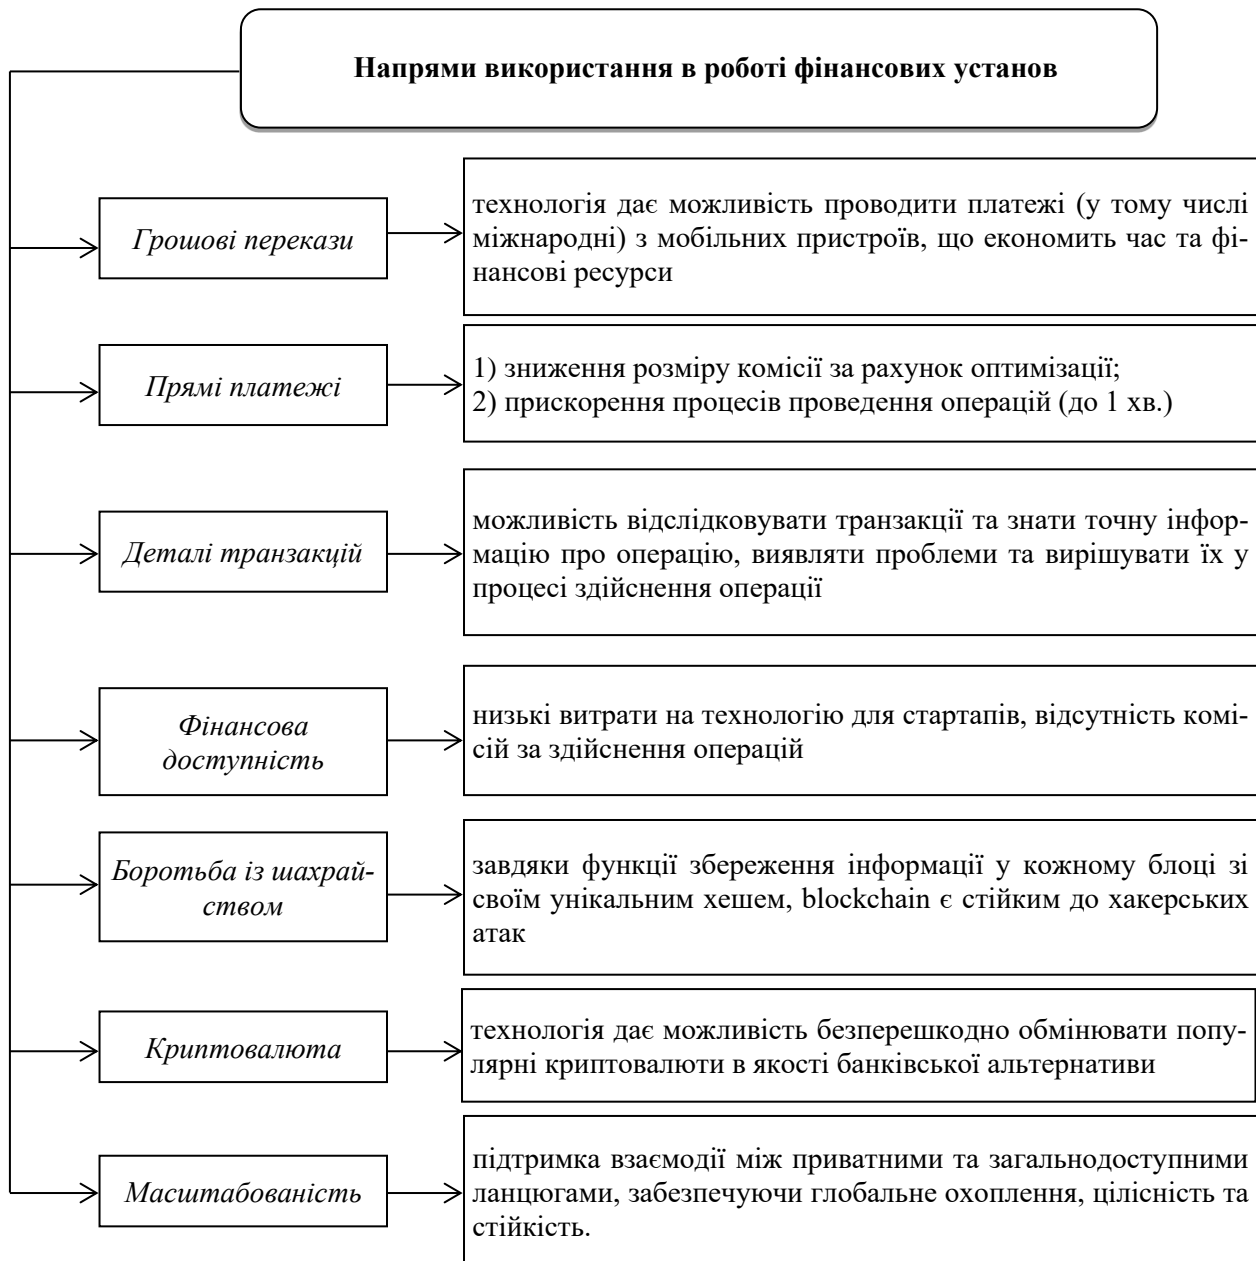 Напрями використання в роботі фінансових установ
Грошові перекази
технологія дає можливість проводити платежі (у тому числі
міжнародні) з мобільних пристроїв, що економить час та фі-
нансові ресурси
Прямі платежі
1) зниження розміру комісії за рахунок оптимізації;
2) прискорення процесів проведення операцій (до 1 хв.)
Деталі транзакцій
можливість відслідковувати транзакції та знати точну інфор-
мацію про операцію, виявляти проблеми та вирішувати їх у
процесі здійснення операції
Фінансова
доступність
низькі витрати на технологію для стартапів, відсутність комі-
сій за здійснення операцій
Боротьба із шахрай-
ством
завдяки функції збереження інформації у кожному блоці зі
своїм унікальним хешем, blockchain є стійким до хакерських
атак
Криптовалюта
технологія дає можливість безперешкодно обмінювати попу-
лярні криптовалюти в якості банківської альтернативи
Масштабованість
підтримка взаємодії між приватними та загальнодоступними
ланцюгами, забезпечуючи глобальне охоплення, цілісність та
стійкість.